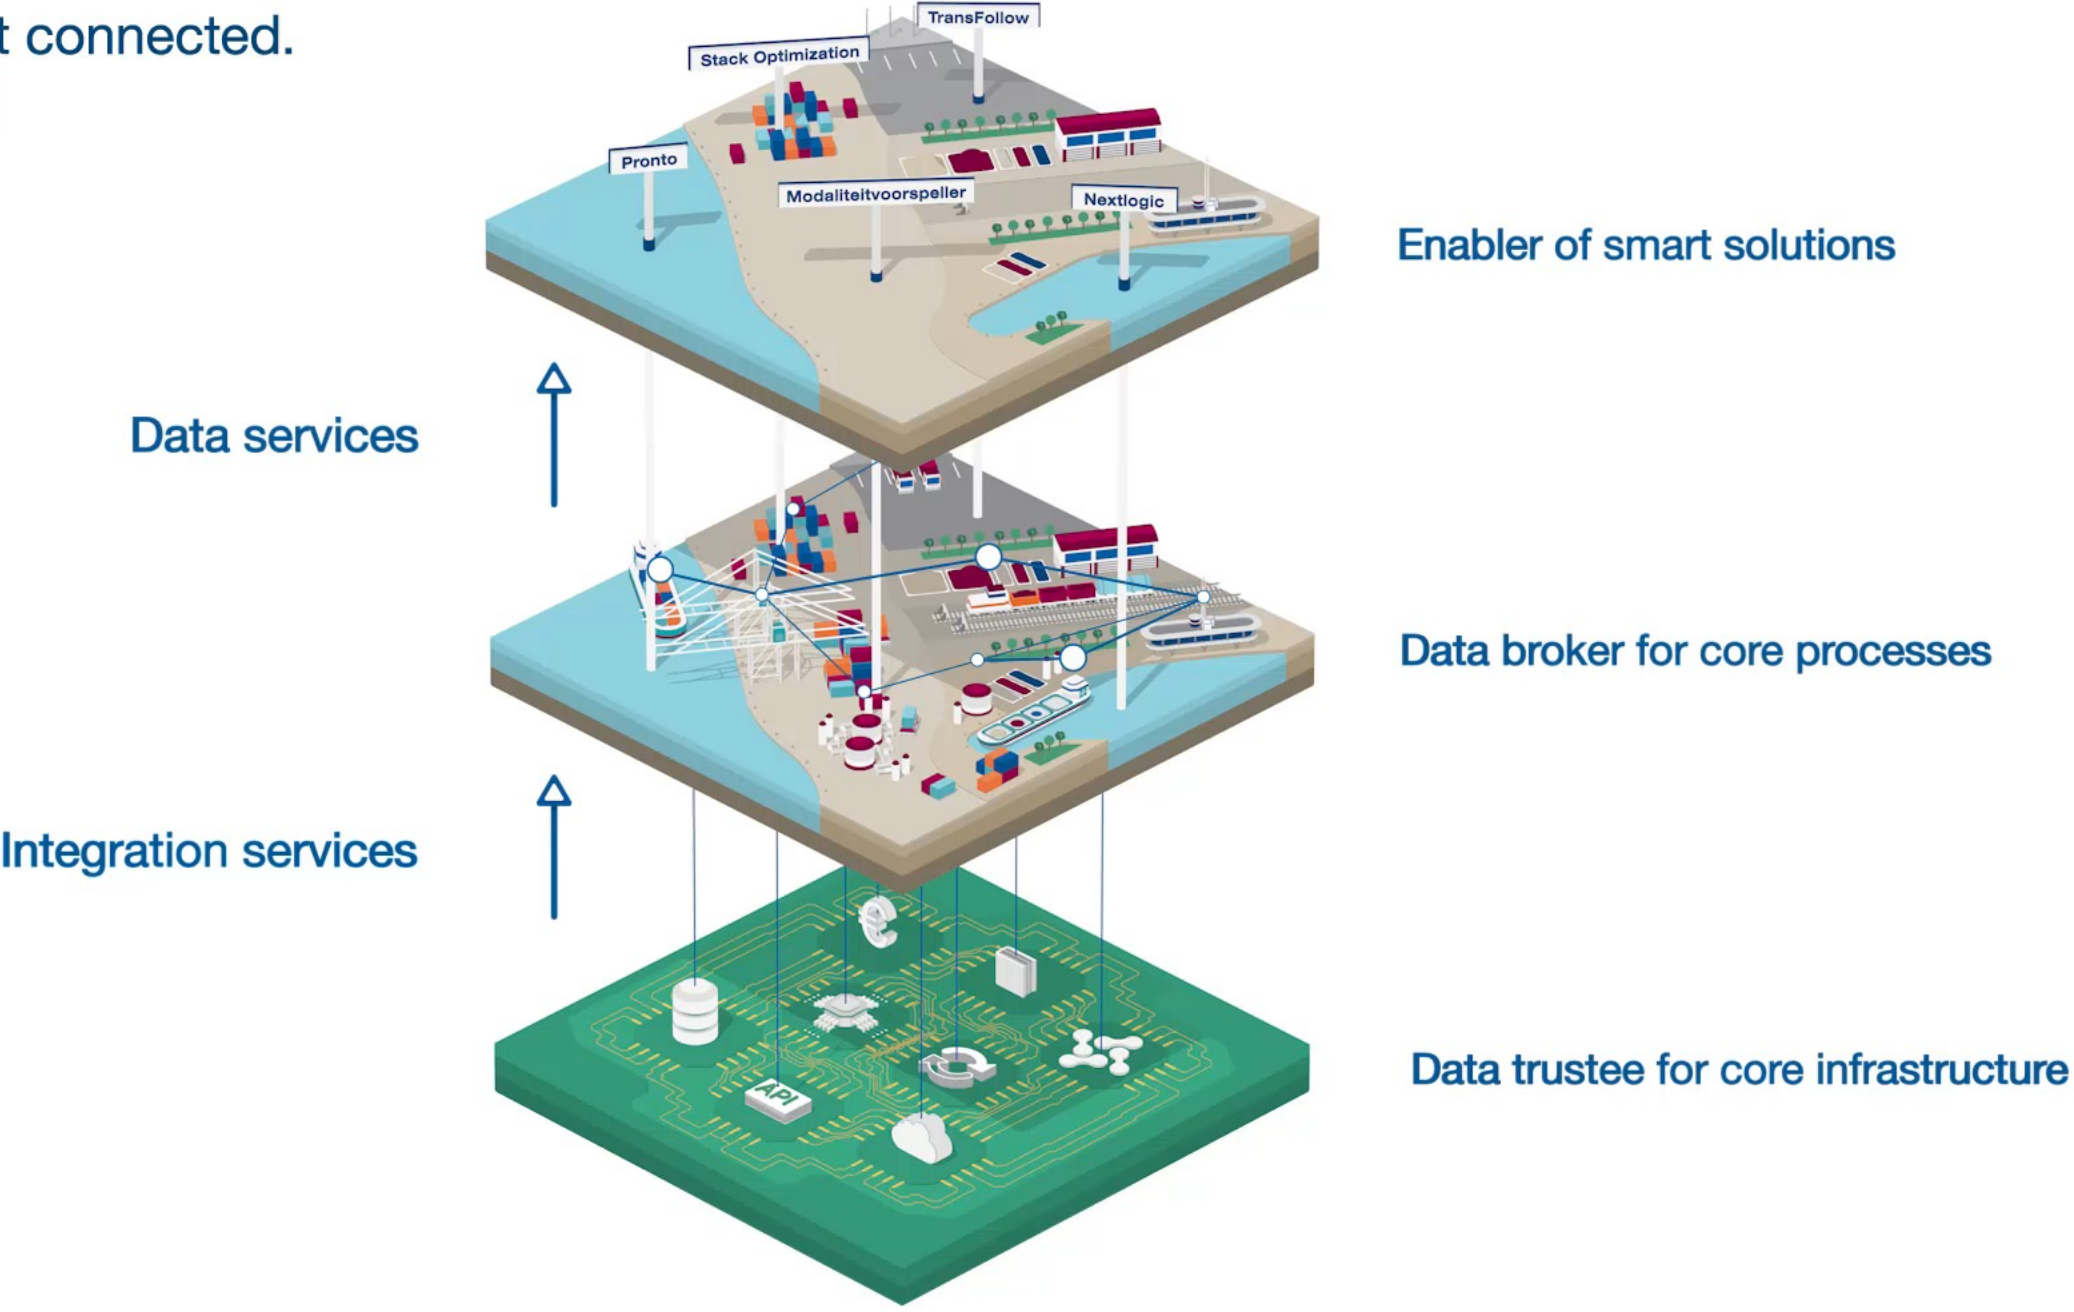 t connected.
TransFollow
Stack Optimization
Pronto
Modaliteitvoorspeller
Nextlogic
Enabler of smart solutions
Data services
Data broker for core processes
Integration services
API
Data trustee for core infrastructure